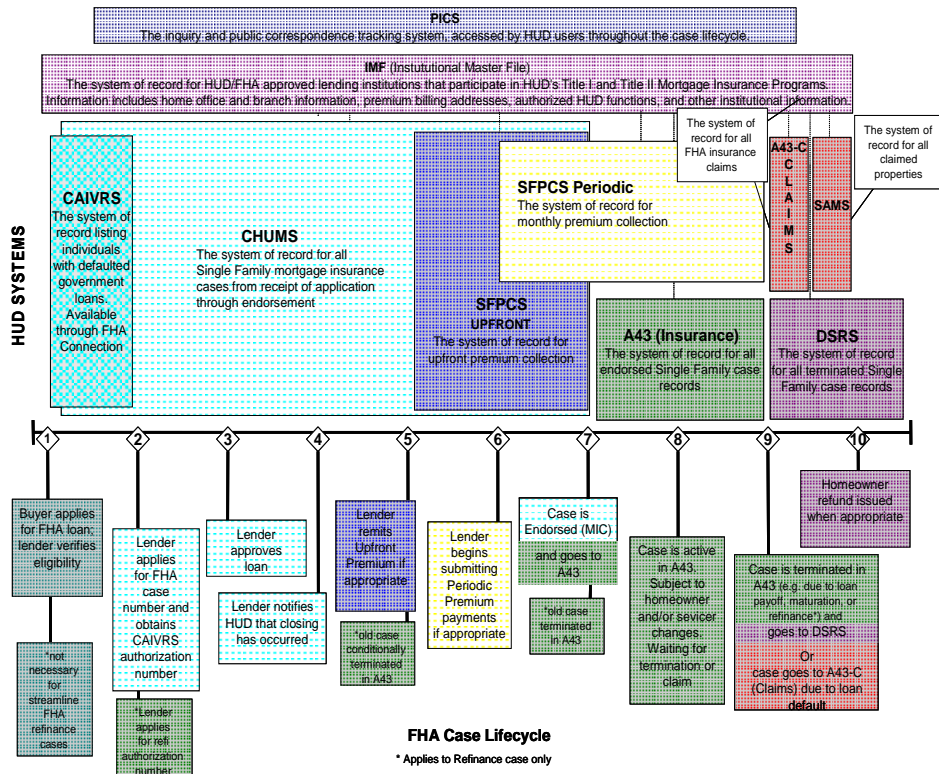 PICS
The inquiry and public correspondence tracking system, accessed by HUD users throughout the case lifecycle.
IMF (Instutional Master File)
The system of record for HUD/FHA approved lending institutions that participate in HUD's Title I and Title II Mortgage Insurance Programs.
Information includes home office and branch information, premium billing addresses, authorized HUD functions, and other institutional information.
HUD SYSTEMS
CAIVRS
The system of
record listing
individuals
with defaulted
government
loans.
Available
through FHA
Connection
CHUMS
The system of record for all
Single Family mortgage insurance
cases from receipt of application
through endorsement
SFPCS
UPFRONT
The system of record for
upfront premium collection
SFPCS Periodic
The system of record for
monthly premium collection
The system of
record for all
FHA insurance
claims
A43-
C
C
L
A
I
M
S
SAMS
The system of
record for all
claimed
properties
A43 (Insurance)
The system of record for all
endorsed Single Family case
records
DSRS
The system of record
for all terminated Single
Family case records
1
2
3
4
5
6
7
8
9
10
Buyer applies
for FHA loan;
lender verifies
eligibility
*not
necessary
for
streamline
FHA
refinance
cases
Lender
applies
for FHA
case
number and
obtains
CAIVRS
authorization
number
*Lender
applies
for refi
authorization
number
Lender
approves
loan
Lender notifies
HUD that closing
has occurred
Lender
remits
Upfront
Premium if
appropriate
*old case
conditionally
terminated
in A43
Lender
begins
submitting
Periodic
Premium
payments
if appropriate
Case is
Endorsed (MIC)
and goes to
A43
*old case
terminated
in A43
Case is active
in A43.
Subject to
homeowner
and/or sevicer
changes.
Waiting for
termination or
claim
Case is terminated in
A43 (e.g. due to loan
payoff, maturation, or
refinance*) and
goes to DSRS
Or
case goes to A43-C
(Claims) due to loan
default
Homeowner
refund issued
when appropriate
FHA Case Lifecycle
* Applies to Refinance case only